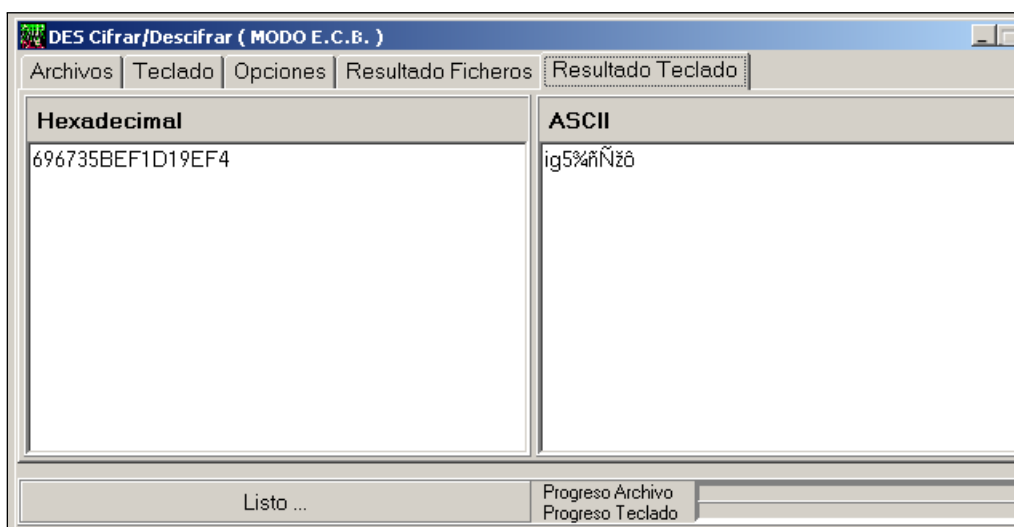 DES Cifrar/Descifrar ( MODO E.C.B. )
Archivos Teclado Opciones Resultado Ficheros Resultado Teclado
Hexadecimal ASCII
696735BEF1D19EF4 ig5¾ñÑžô
Listo ...
Progreso Archivo
Progreso Teclado